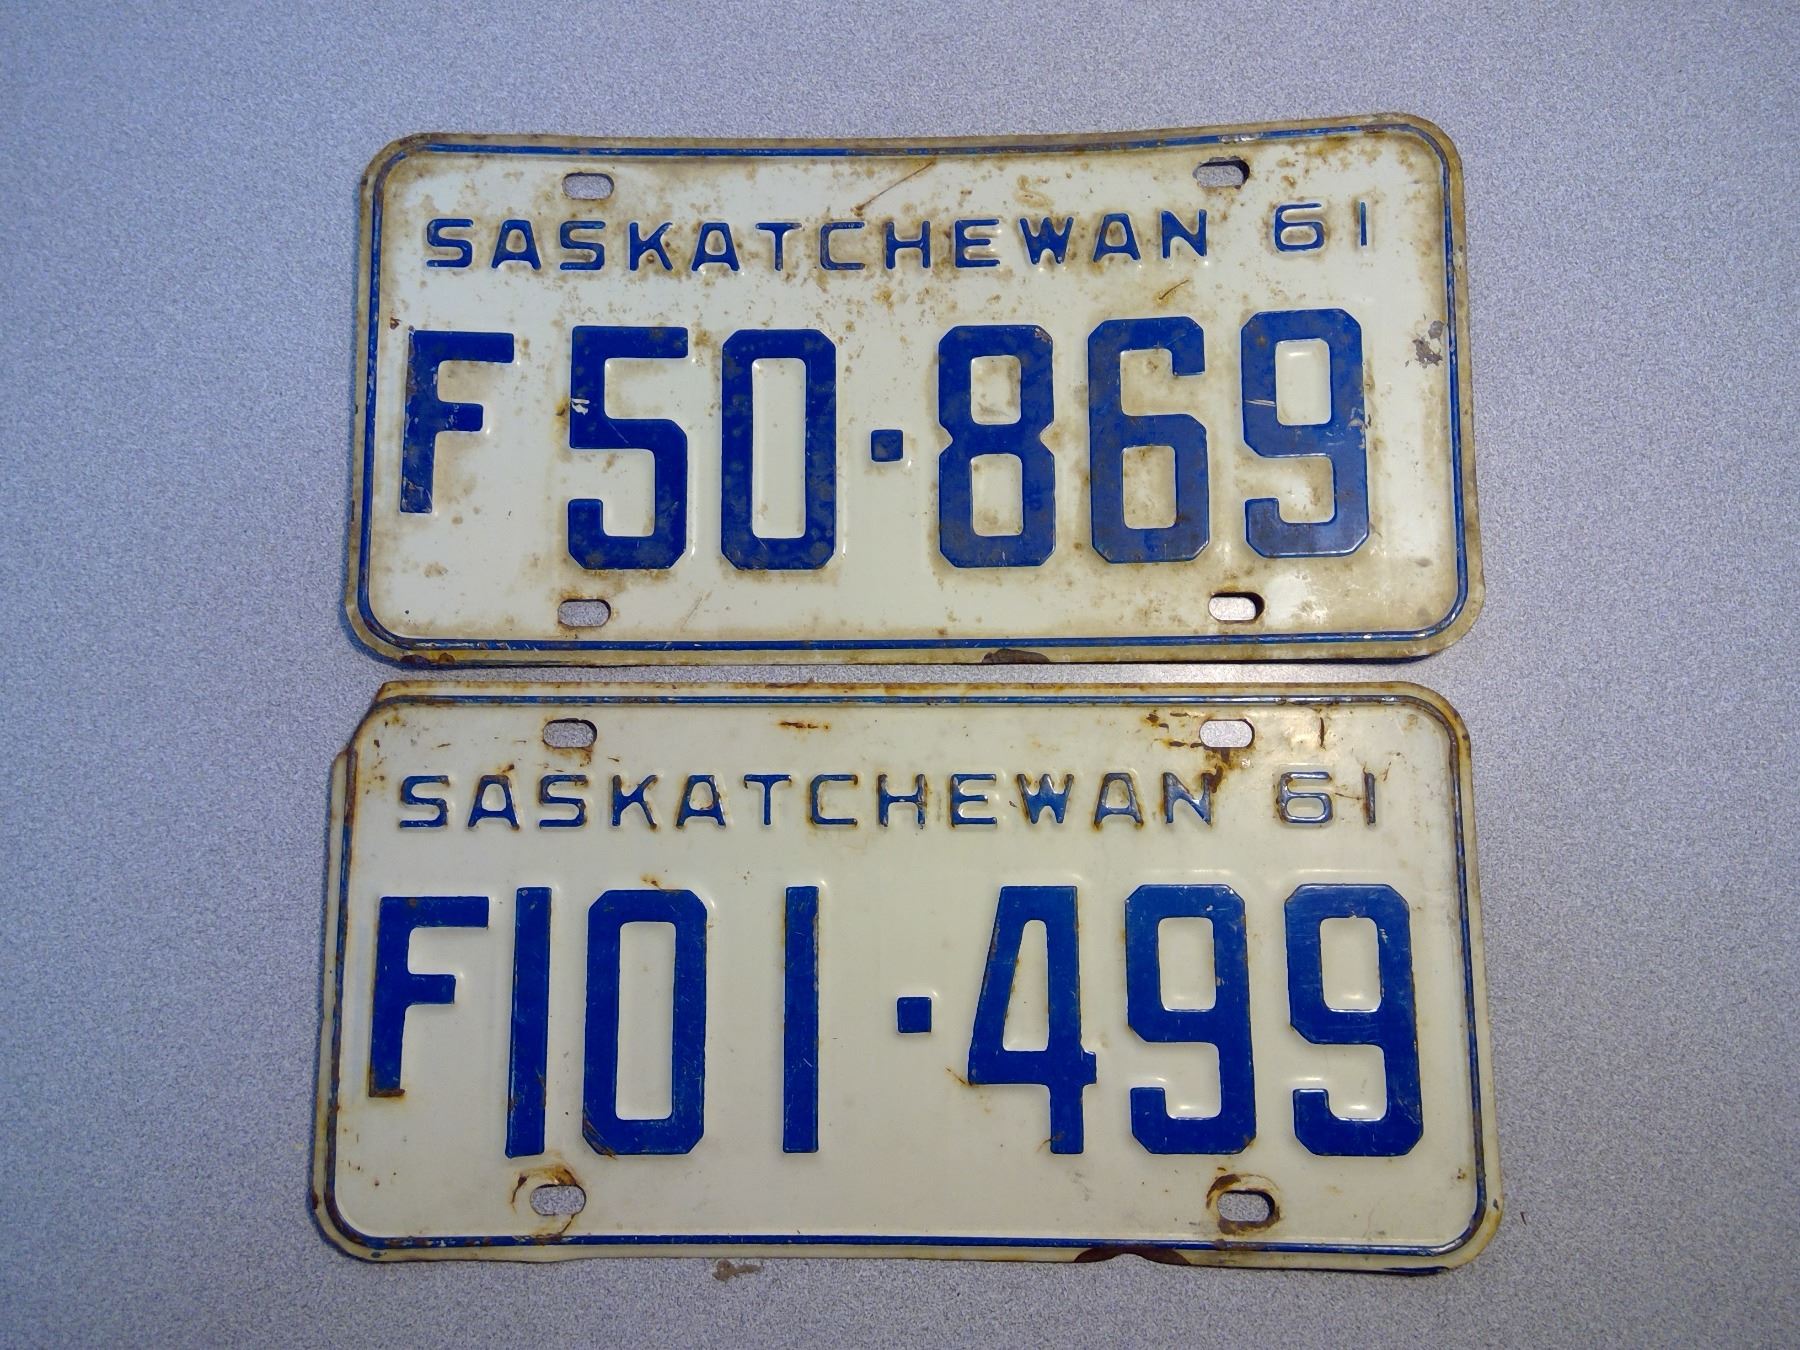 SASKATCHEWAN 61
F 50·869
SASKATCHEWAN 61
F101·499